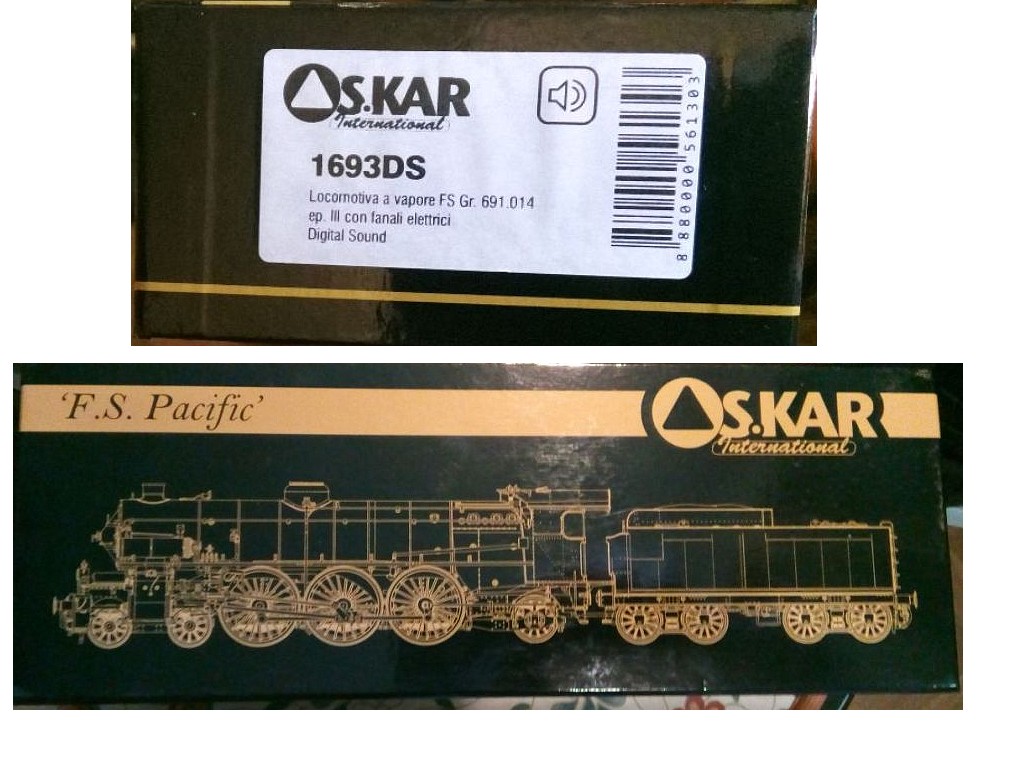 OS.KAR
International
1693DS
Locomotiva a vapore FS Gr. 691.014
ep. III con fanali elettrici
Digital Sound
8 880000 561303
'F.S. Pacific'
OS.KAR
International